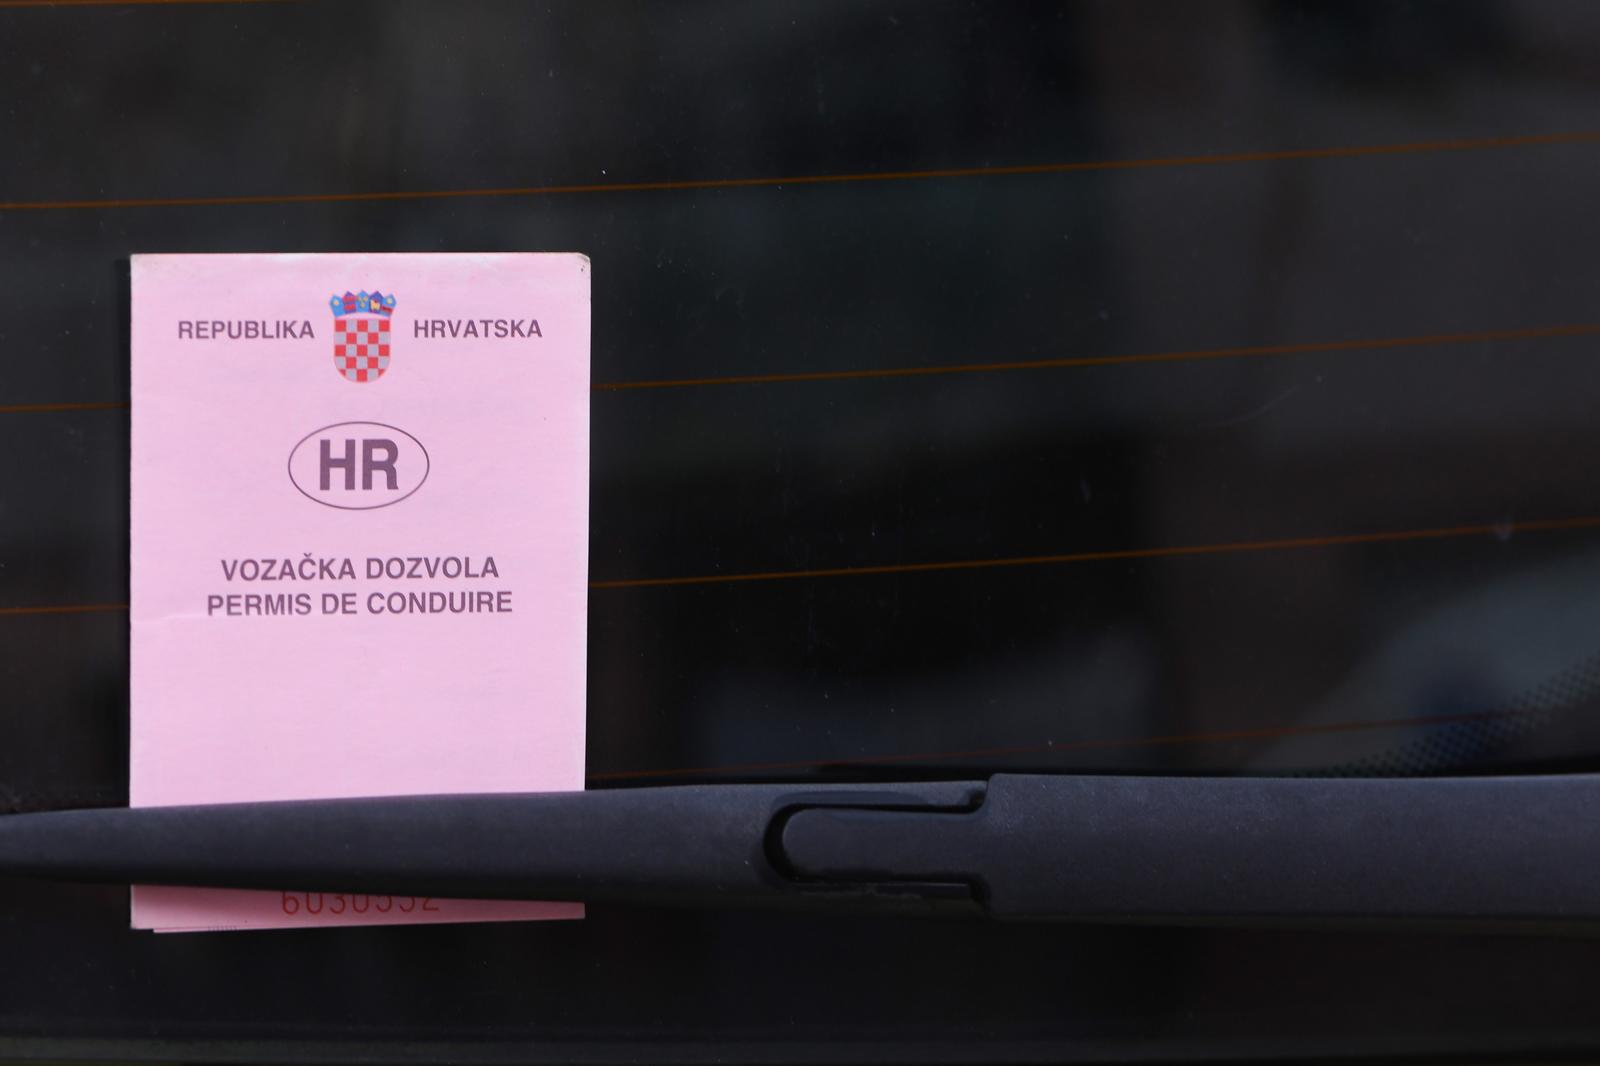 REPUBLIKA HRVATSKA
HR
VOZAČKA DOZVOLA
PERMIS DE CONDUIRE